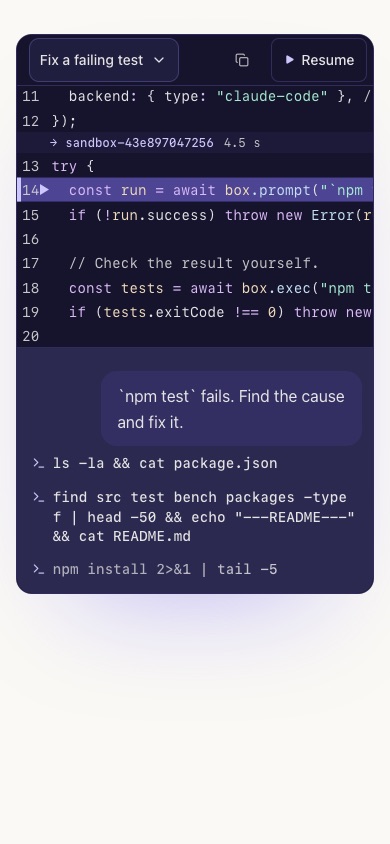 Fix a failing test
Resume
11 backend: { type: "claude-code" }, /
12 });
→ sandbox-43e897047256 4.5 s
13 try {
14 const run = await box.prompt("`npm
15 if (!run.success) throw new Error(r
16
17 // Check the result yourself.
18 const tests = await box.exec("npm t
19 if (tests.exitCode !== 0) throw new
20
`npm test` fails. Find the cause
and fix it.
>_ ls -la && cat package.json
>_ find src test bench packages -type
f | head -50 && echo "---README---"
&& cat README.md
>_ npm install 2>&1 | tail -5